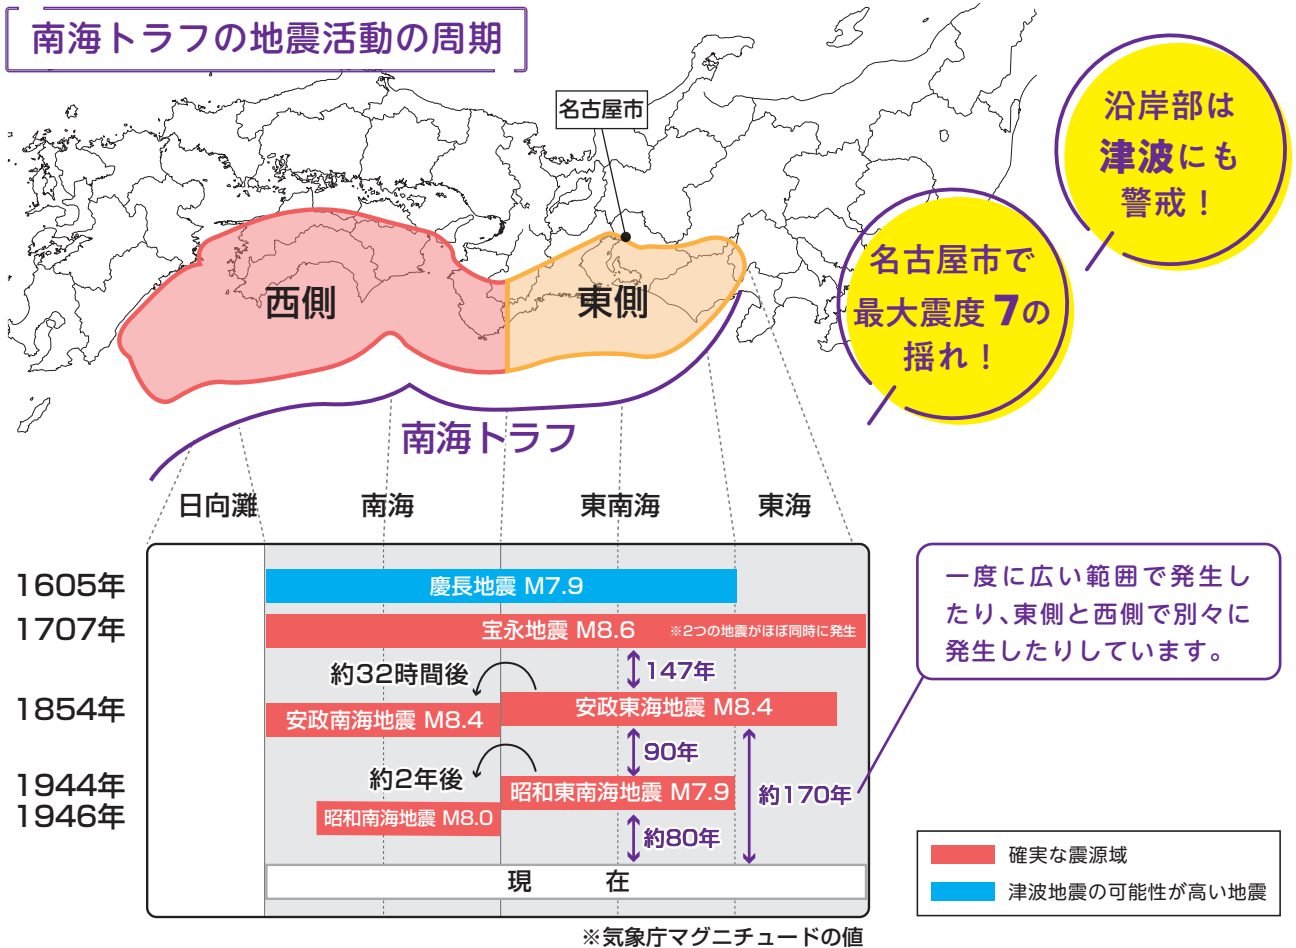 南海トラフの地震活動の周期
名古屋市
沿岸部は
津波にも
警戒！
名古屋市で
最大震度7の
揺れ！
西側
東側
南海トラフ
日向灘
南海
東南海
東海
1605年
慶長地震 M7.9
1707年
宝永地震 M8.6
※2つの地震がほぼ同時に発生
約32時間後
147年
1854年
安政南海地震 M8.4
安政東海地震 M8.4
90年
約2年後
1944年
昭和東南海地震 M7.9
約170年
1946年
昭和南海地震 M8.0
約80年
現在
一度に広い範囲で発生し
たり、東側と西側で別々に
発生したりしています。
確実な震源域
津波地震の可能性が高い地震
※気象庁マグニチュードの値